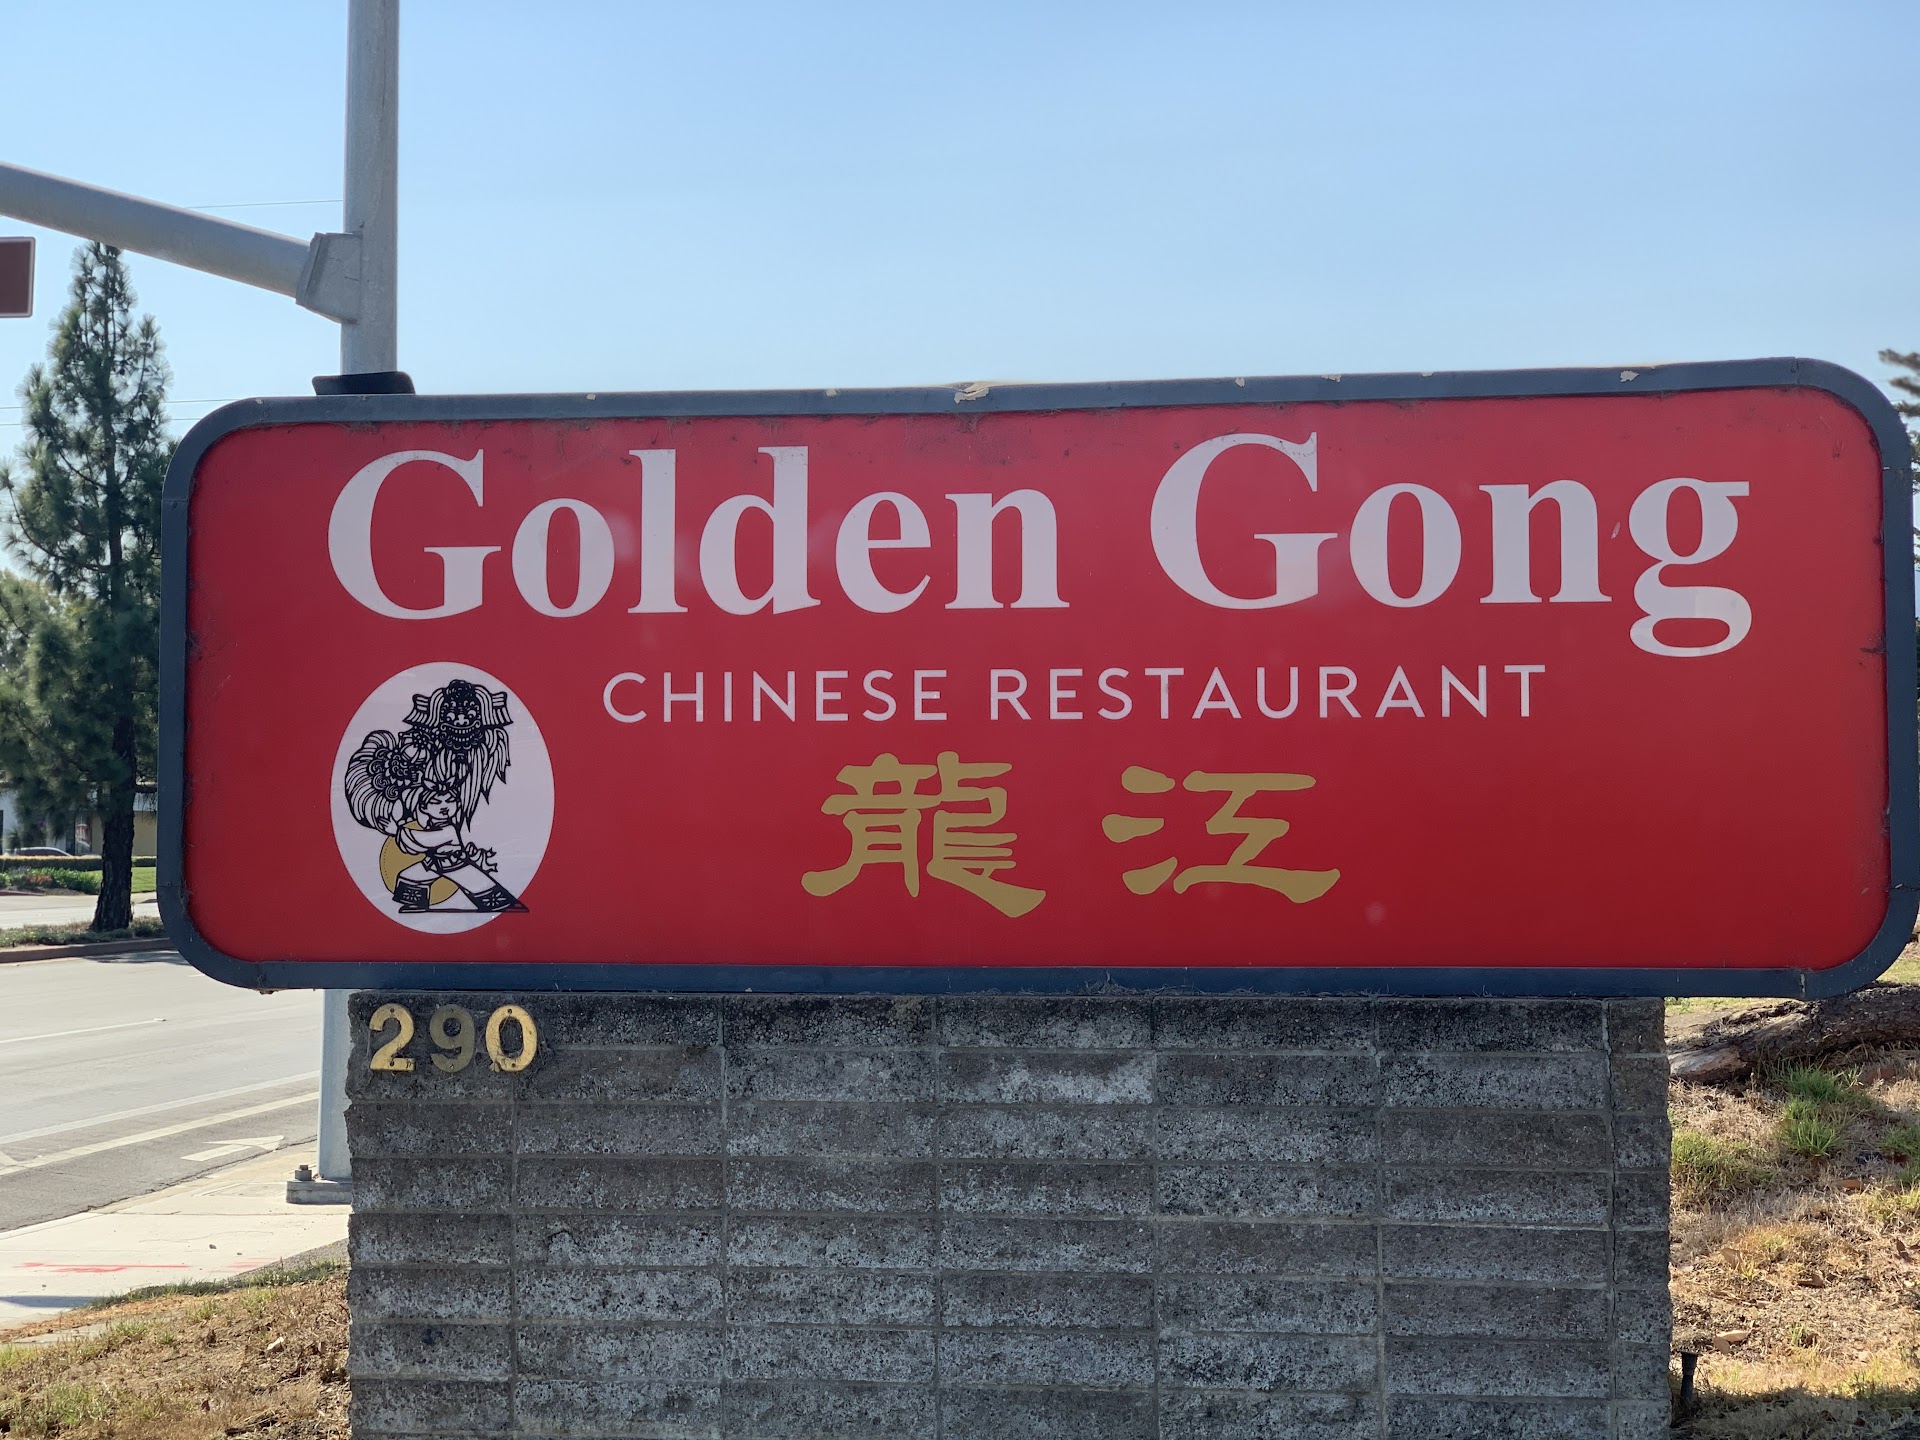 Golden Gong
CHINESE RESTAURANT
龍江
290